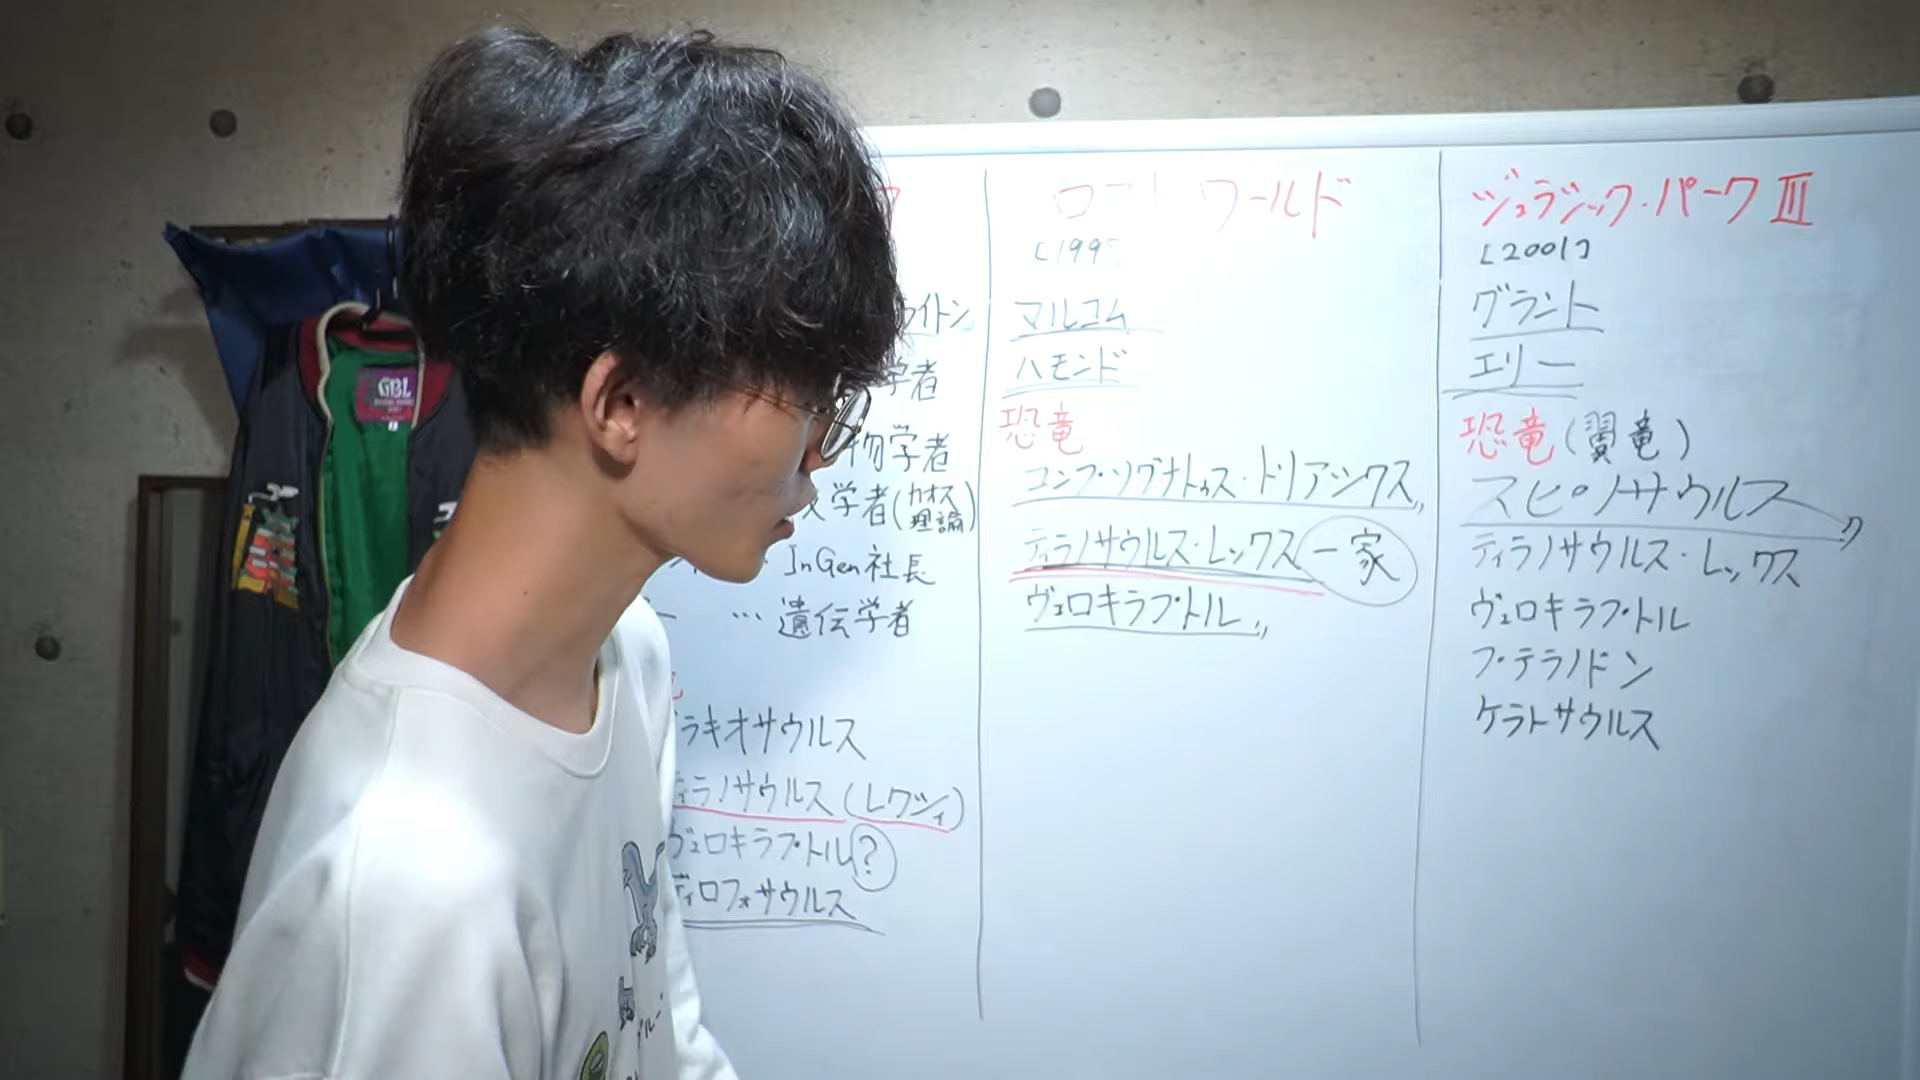 GBL
ライトン
学者
物学者
学者(カオス理論)
InGen社長
… 遺伝学者
ラキオサウルス
ティラノサウルス(レクシィ)
ヴェロキラプトル?
ディロフォサウルス
ワールド
[199
マルコム
ハモンド
恐竜
コンプソグナトゥス・トリアシクス
ティラノサウルス・レックス一家
ヴェロキラプトル
ジュラシック・パークⅢ
[2001]
グラント
エリー
恐竜(翼竜)
スピノサウルス
ティラノサウルス・レックス
ヴェロキラプトル
プテラノドン
ケラトサウルス